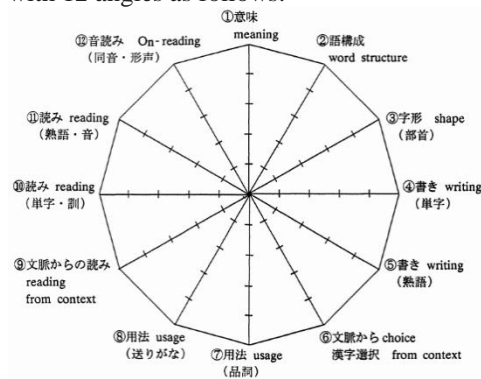 with 12 angles as follows.
①意味
meaning
②語構成
word structure
③字形 shape
(部首)
④書き writing
(単字)
⑤書き writing
(熟語)
⑥文脈から choice
漢字選択 from context
⑦用法 usage
(品詞)
⑧用法 usage
(送りがな)
⑨文脈からの読み
reading
from context
⑩読み reading
(単字・訓)
⑪読み reading
(熟語・音)
⑫音読み On-reading
(同音・形声)